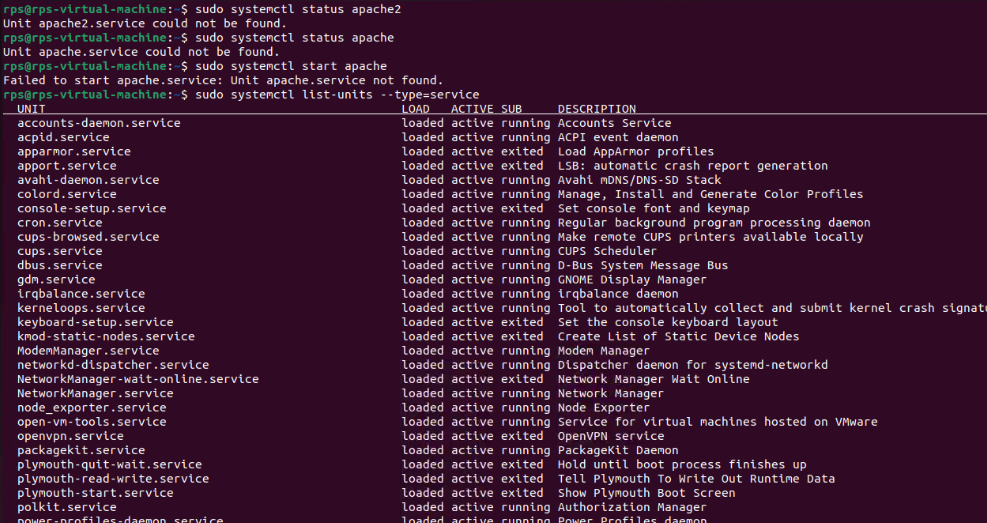 rps@rps-virtual-machine:~$ sudo systemctl status apache2
Unit apache2.service could not be found.
rps@rps-virtual-machine:~$ sudo systemctl status apache
Unit apache.service could not be found.
rps@rps-virtual-machine:~$ sudo systemctl start apache
Failed to start apache.service: Unit apache.service not found.
rps@rps-virtual-machine:~$ sudo systemctl list-units --type=service
UNIT LOAD ACTIVE SUB DESCRIPTION
accounts-daemon.service loaded active running Accounts Service
acpid.service loaded active running ACPI event daemon
apparmor.service loaded active exited Load AppArmor profiles
apport.service loaded active exited LSB: automatic crash report generation
avahi-daemon.service loaded active running Avahi mDNS/DNS-SD Stack
colord.service loaded active running Manage, Install and Generate Color Profiles
console-setup.service loaded active exited Set console font and keymap
cron.service loaded active running Regular background program processing daemon
cups-browsed.service loaded active running Make remote CUPS printers available locally
cups.service loaded active running CUPS Scheduler
dbus.service loaded active running D-Bus System Message Bus
gdm.service loaded active running GNOME Display Manager
irqbalance.service loaded active running irqbalance daemon
kerneloops.service loaded active running Tool to automatically collect and submit kernel crash signatu
keyboard-setup.service loaded active exited Set the console keyboard layout
kmod-static-nodes.service loaded active exited Create List of Static Device Nodes
ModemManager.service loaded active running Modem Manager
networkd-dispatcher.service loaded active running Dispatcher daemon for systemd-networkd
NetworkManager-wait-online.service loaded active exited Network Manager Wait Online
NetworkManager.service loaded active running Network Manager
node_exporter.service loaded active running Node Exporter
open-vm-tools.service loaded active running Service for virtual machines hosted on VMware
openvpn.service loaded active exited OpenVPN service
packagekit.service loaded active running PackageKit Daemon
plymouth-quit-wait.service loaded active exited Hold until boot process finishes up
plymouth-read-write.service loaded active exited Tell Plymouth To Write Out Runtime Data
plymouth-start.service loaded active exited Show Plymouth Boot Screen
polkit.service loaded active running Authorization Manager
power-profiles-daemon.service loaded active running Power Profiles daemon